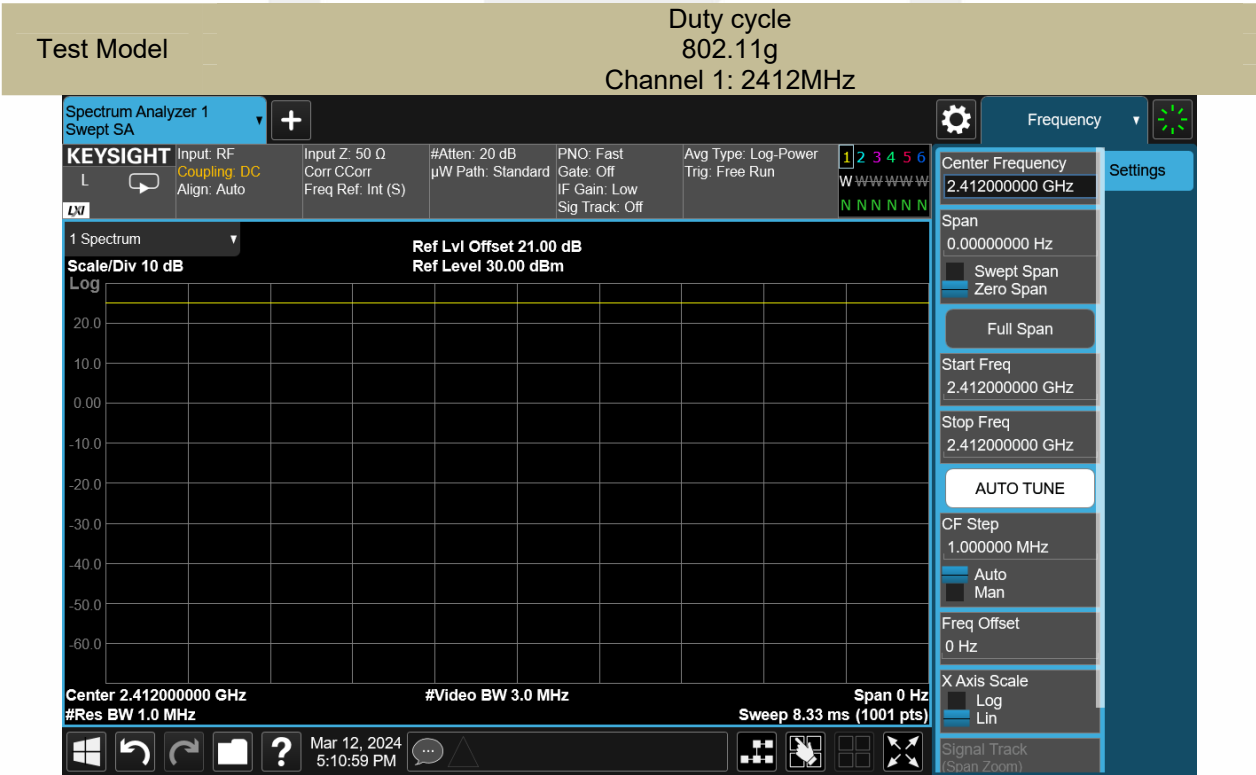 Test Model
Duty cycle
802.11g
Channel 1: 2412MHz
Spectrum Analyzer 1
Swept SA
+
Frequency
KEYSIGHT
L
LXI
Input: RF
Coupling: DC
Align: Auto
Input Z: 50 Ω
Corr CCorr
Freq Ref: Int (S)
#Atten: 20 dB
µW Path: Standard
PNO: Fast
Gate: Off
IF Gain: Low
Sig Track: Off
Avg Type: Log-Power
Trig: Free Run
1 2 3 4 5 6
W W W W W W
N N N N N N
1 Spectrum
Scale/Div 10 dB
Log
Ref Lvl Offset 21.00 dB
Ref Level 30.00 dBm
20.0
10.0
0.00
-10.0
-20.0
-30.0
-40.0
-50.0
-60.0
Center 2.412000000 GHz
#Video BW 3.0 MHz
Span 0 Hz
#Res BW 1.0 MHz
Sweep 8.33 ms (1001 pts)
Center Frequency
2.412000000 GHz
Settings
Span
0.00000000 Hz
Swept Span
Zero Span
Full Span
Start Freq
2.412000000 GHz
Stop Freq
2.412000000 GHz
AUTO TUNE
CF Step
1.000000 MHz
Auto
Man
Freq Offset
0 Hz
X Axis Scale
Log
Lin
Signal Track
(Span Zoom)
?
Mar 12, 2024
5:10:59 PM